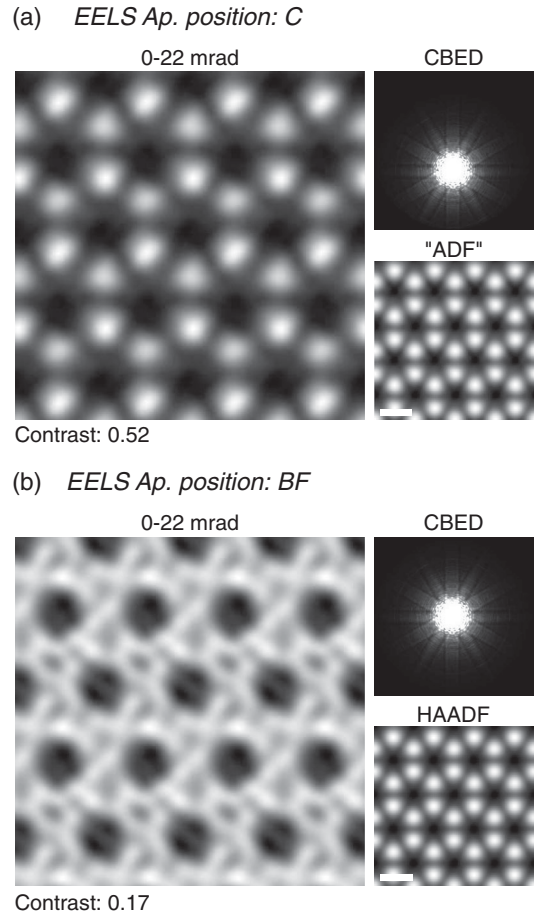 (a) EELS Ap. position: C
0-22 mrad
CBED
"ADF"
Contrast: 0.52
(b) EELS Ap. position: BF
0-22 mrad
CBED
HAADF
Contrast: 0.17